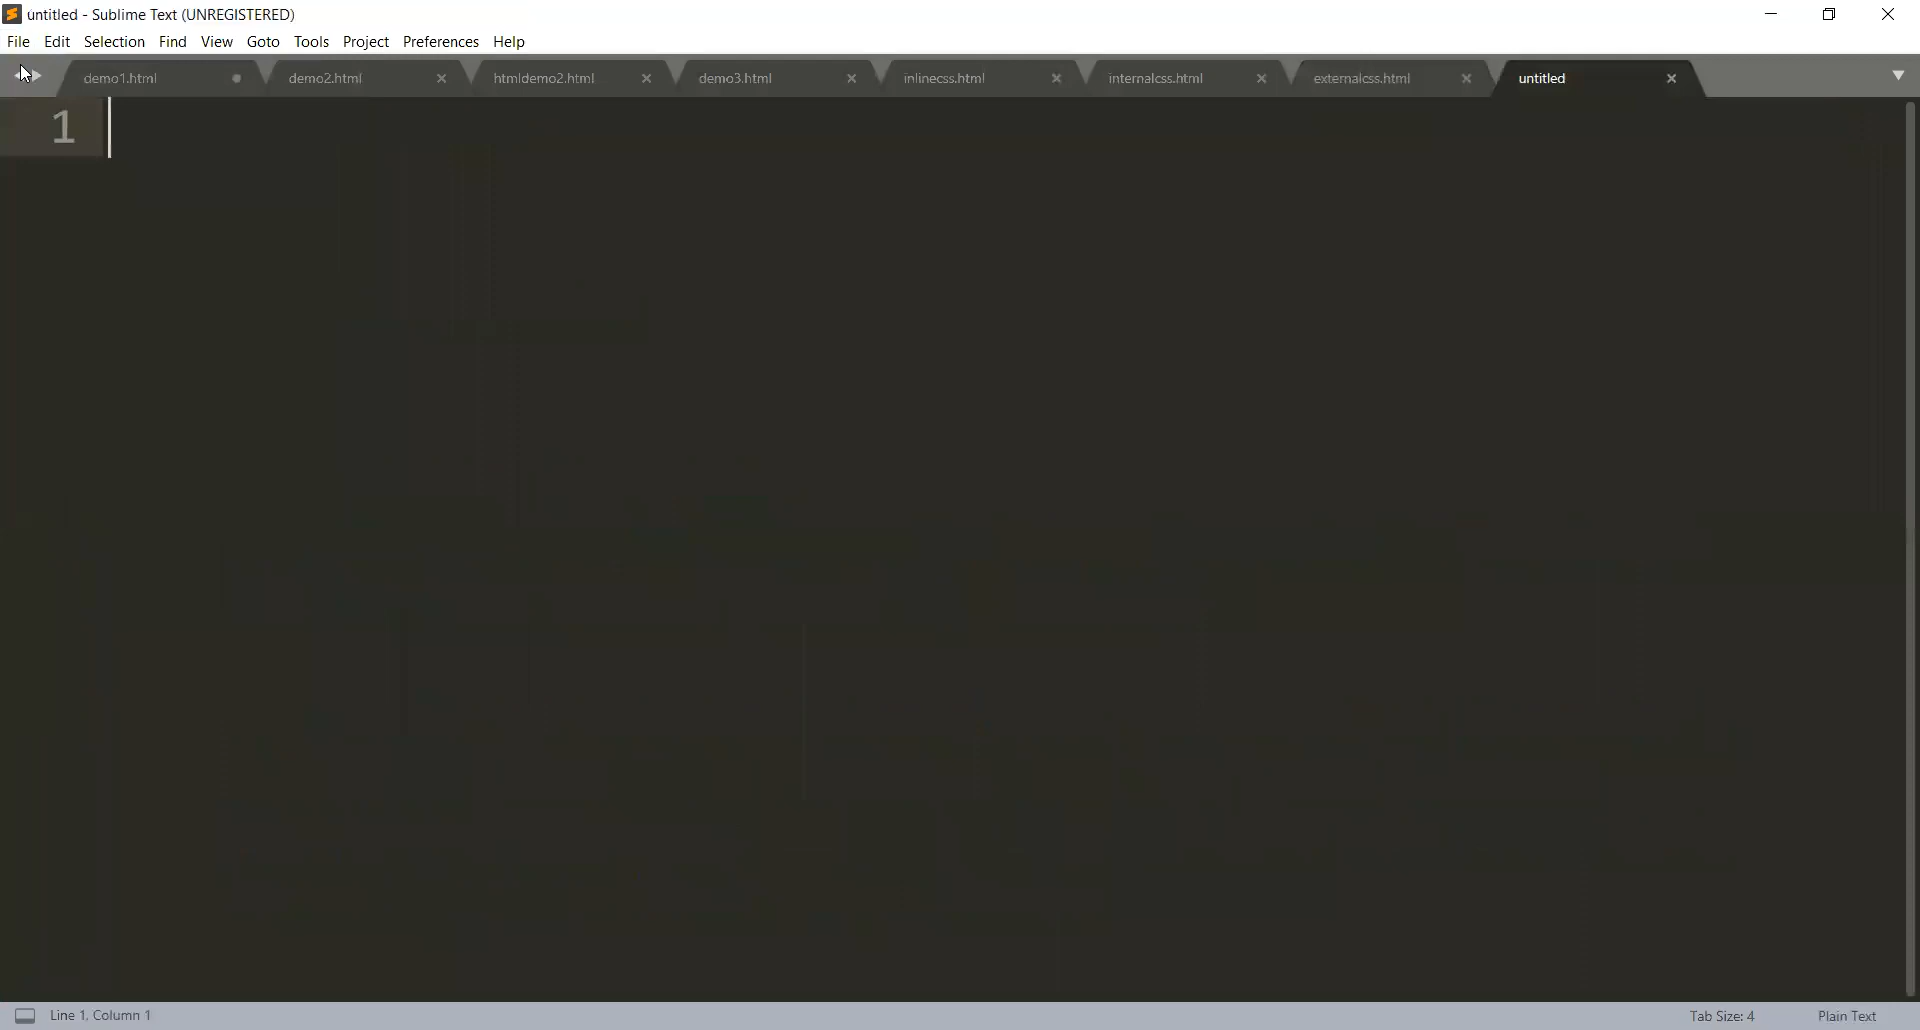 untitled - Sublime Text (UNREGISTERED)
File Edit Selection Find View Goto Tools Project Preferences Help
demo1.html demo2.html htmldemo2.html demo3.html inlinecss.html internalcss.html externalcss.html untitled
1
Line 1, Column 1 Tab Size: 4 Plain Text